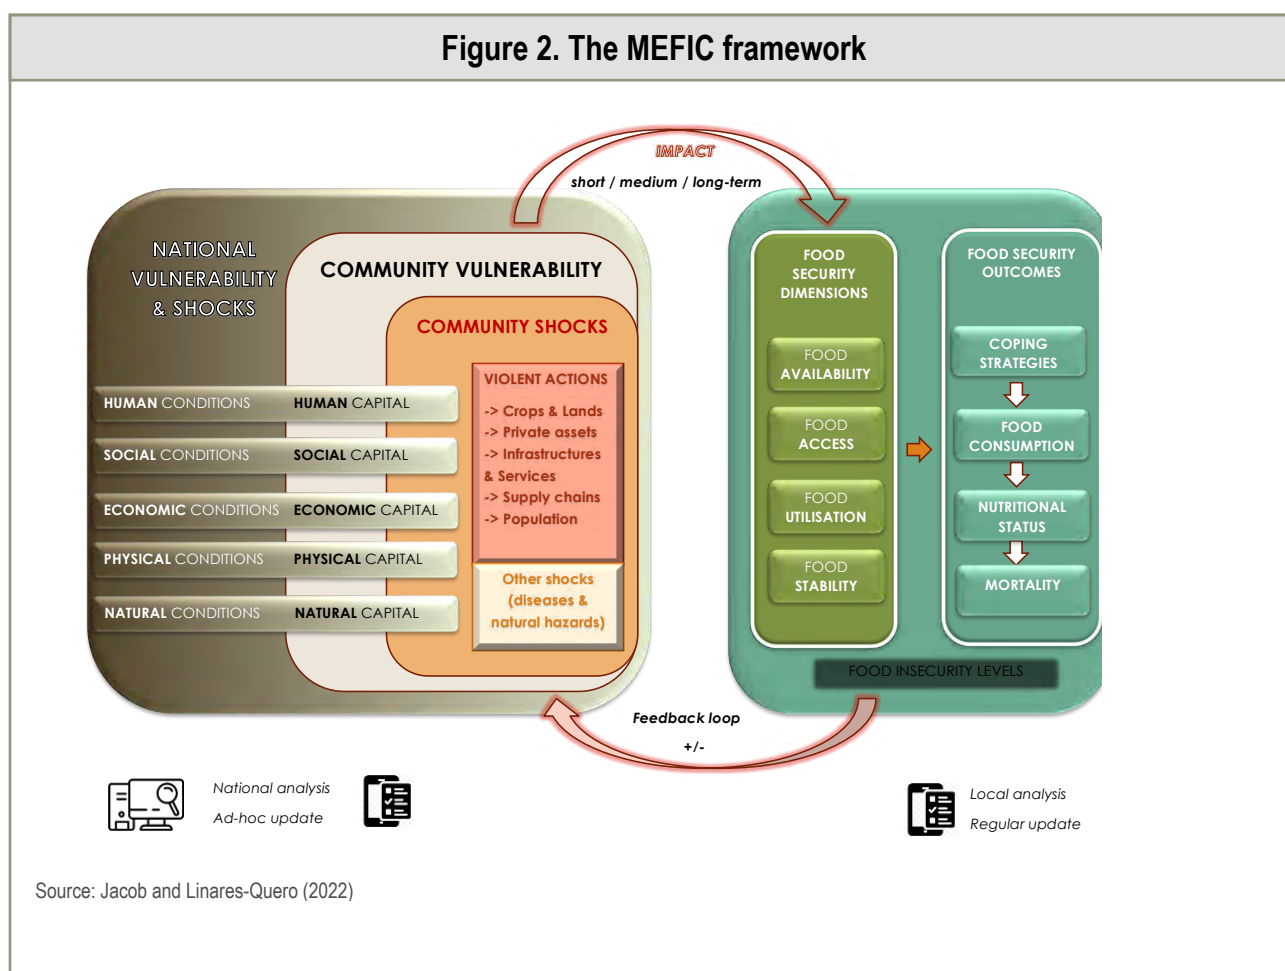 Figure 2. The MEFIC framework
IMPACT
short / medium / long-term
NATIONAL
VULNERABILITY
& SHOCKS
COMMUNITY VULNERABILITY
COMMUNITY SHOCKS
HUMAN CONDITIONS
HUMAN CAPITAL
SOCIAL CONDITIONS
SOCIAL CAPITAL
ECONOMIC CONDITIONS
ECONOMIC CAPITAL
PHYSICAL CONDITIONS
PHYSICAL CAPITAL
NATURAL CONDITIONS
NATURAL CAPITAL
VIOLENT ACTIONS
-> Crops & Lands
-> Private assets
-> Infrastructures
& Services
-> Supply chains
-> Population
Other shocks
(diseases &
natural hazards)
FOOD
SECURITY
DIMENSIONS
FOOD
AVAILABILITY
FOOD
ACCESS
FOOD
UTILISATION
FOOD
STABILITY
FOOD SECURITY
OUTCOMES
COPING
STRATEGIES
FOOD
CONSUMPTION
NUTRITIONAL
STATUS
MORTALITY
FOOD INSECURITY LEVELS
Feedback loop
+/-
National analysis
Ad-hoc update
Local analysis
Regular update
Source: Jacob and Linares-Quero (2022)